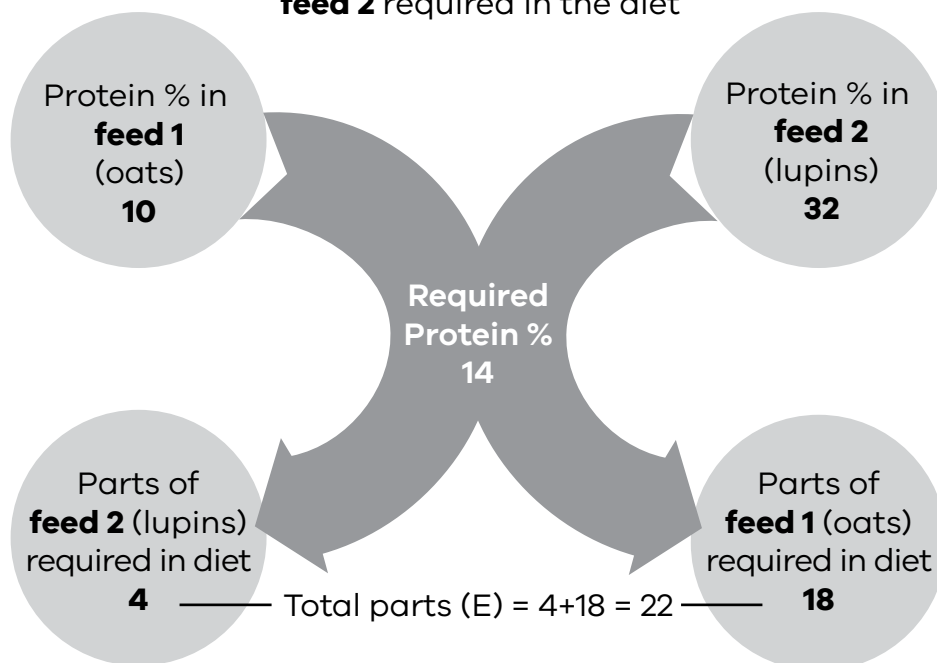 feed 2 required in the diet
Protein % in
feed 1
(oats)
10
Protein % in
feed 2
(lupins)
32
Required
Protein %
14
Parts of
feed 2 (lupins)
required in diet
4
Total parts (E) = 4+18 = 22
Parts of
feed 1 (oats)
required in diet
18